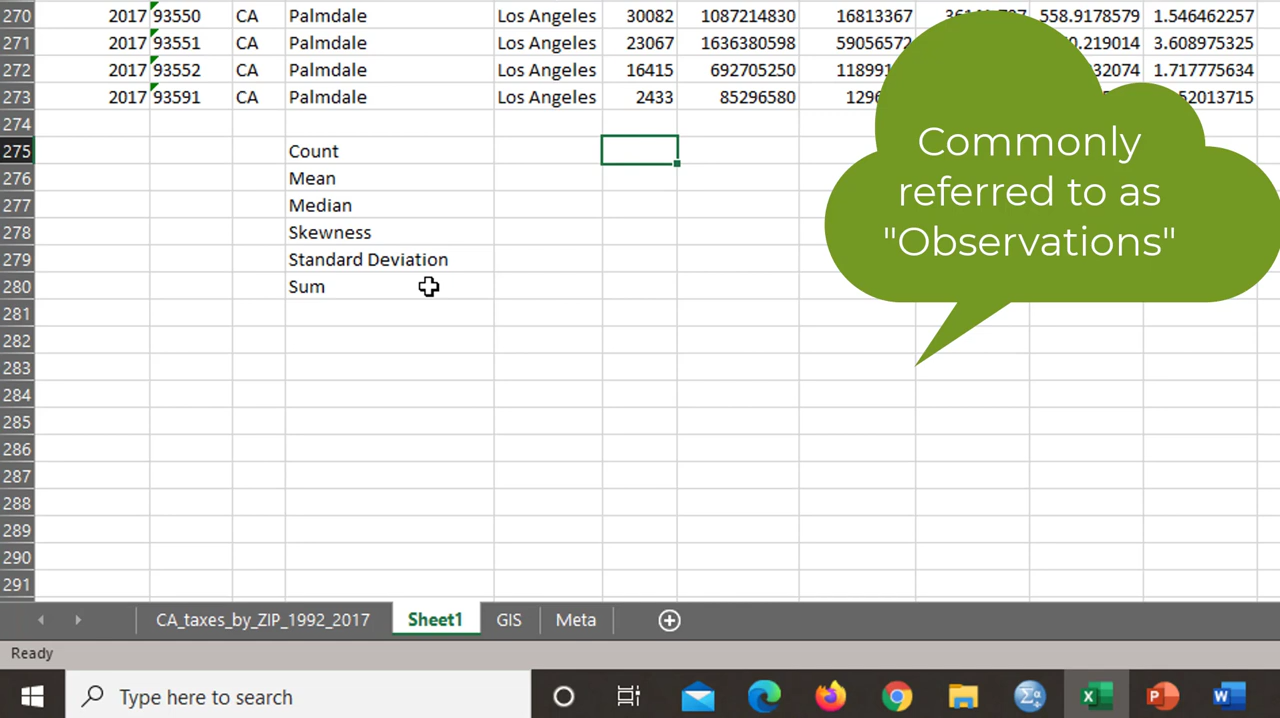 270 2017 93550 CA Palmdale Los Angeles 30082 1087214830 16813367 558.9178579 1.546462257
271 2017 93551 CA Palmdale Los Angeles 23067 1636380598 59056572 3.608975325
272 2017 93552 CA Palmdale Los Angeles 16415 692705250 1.717775634
273 2017 93591 CA Palmdale Los Angeles 2433 85296580
274
275 Count
276 Mean
277 Median
278 Skewness
279 Standard Deviation
280 Sum
281
282
283
284
285
286
287
288
289
290
291
Commonly
referred to as
"Observations"
CA_taxes_by_ZIP_1992_2017 Sheet1 GIS Meta
Ready
Type here to search